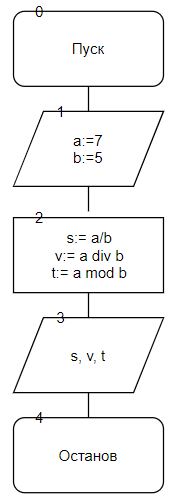 0
Пуск
1
a:=7
b:=5
2
s:= a/b
v:= a div b
t:= a mod b
3
s, v, t
4
Останов